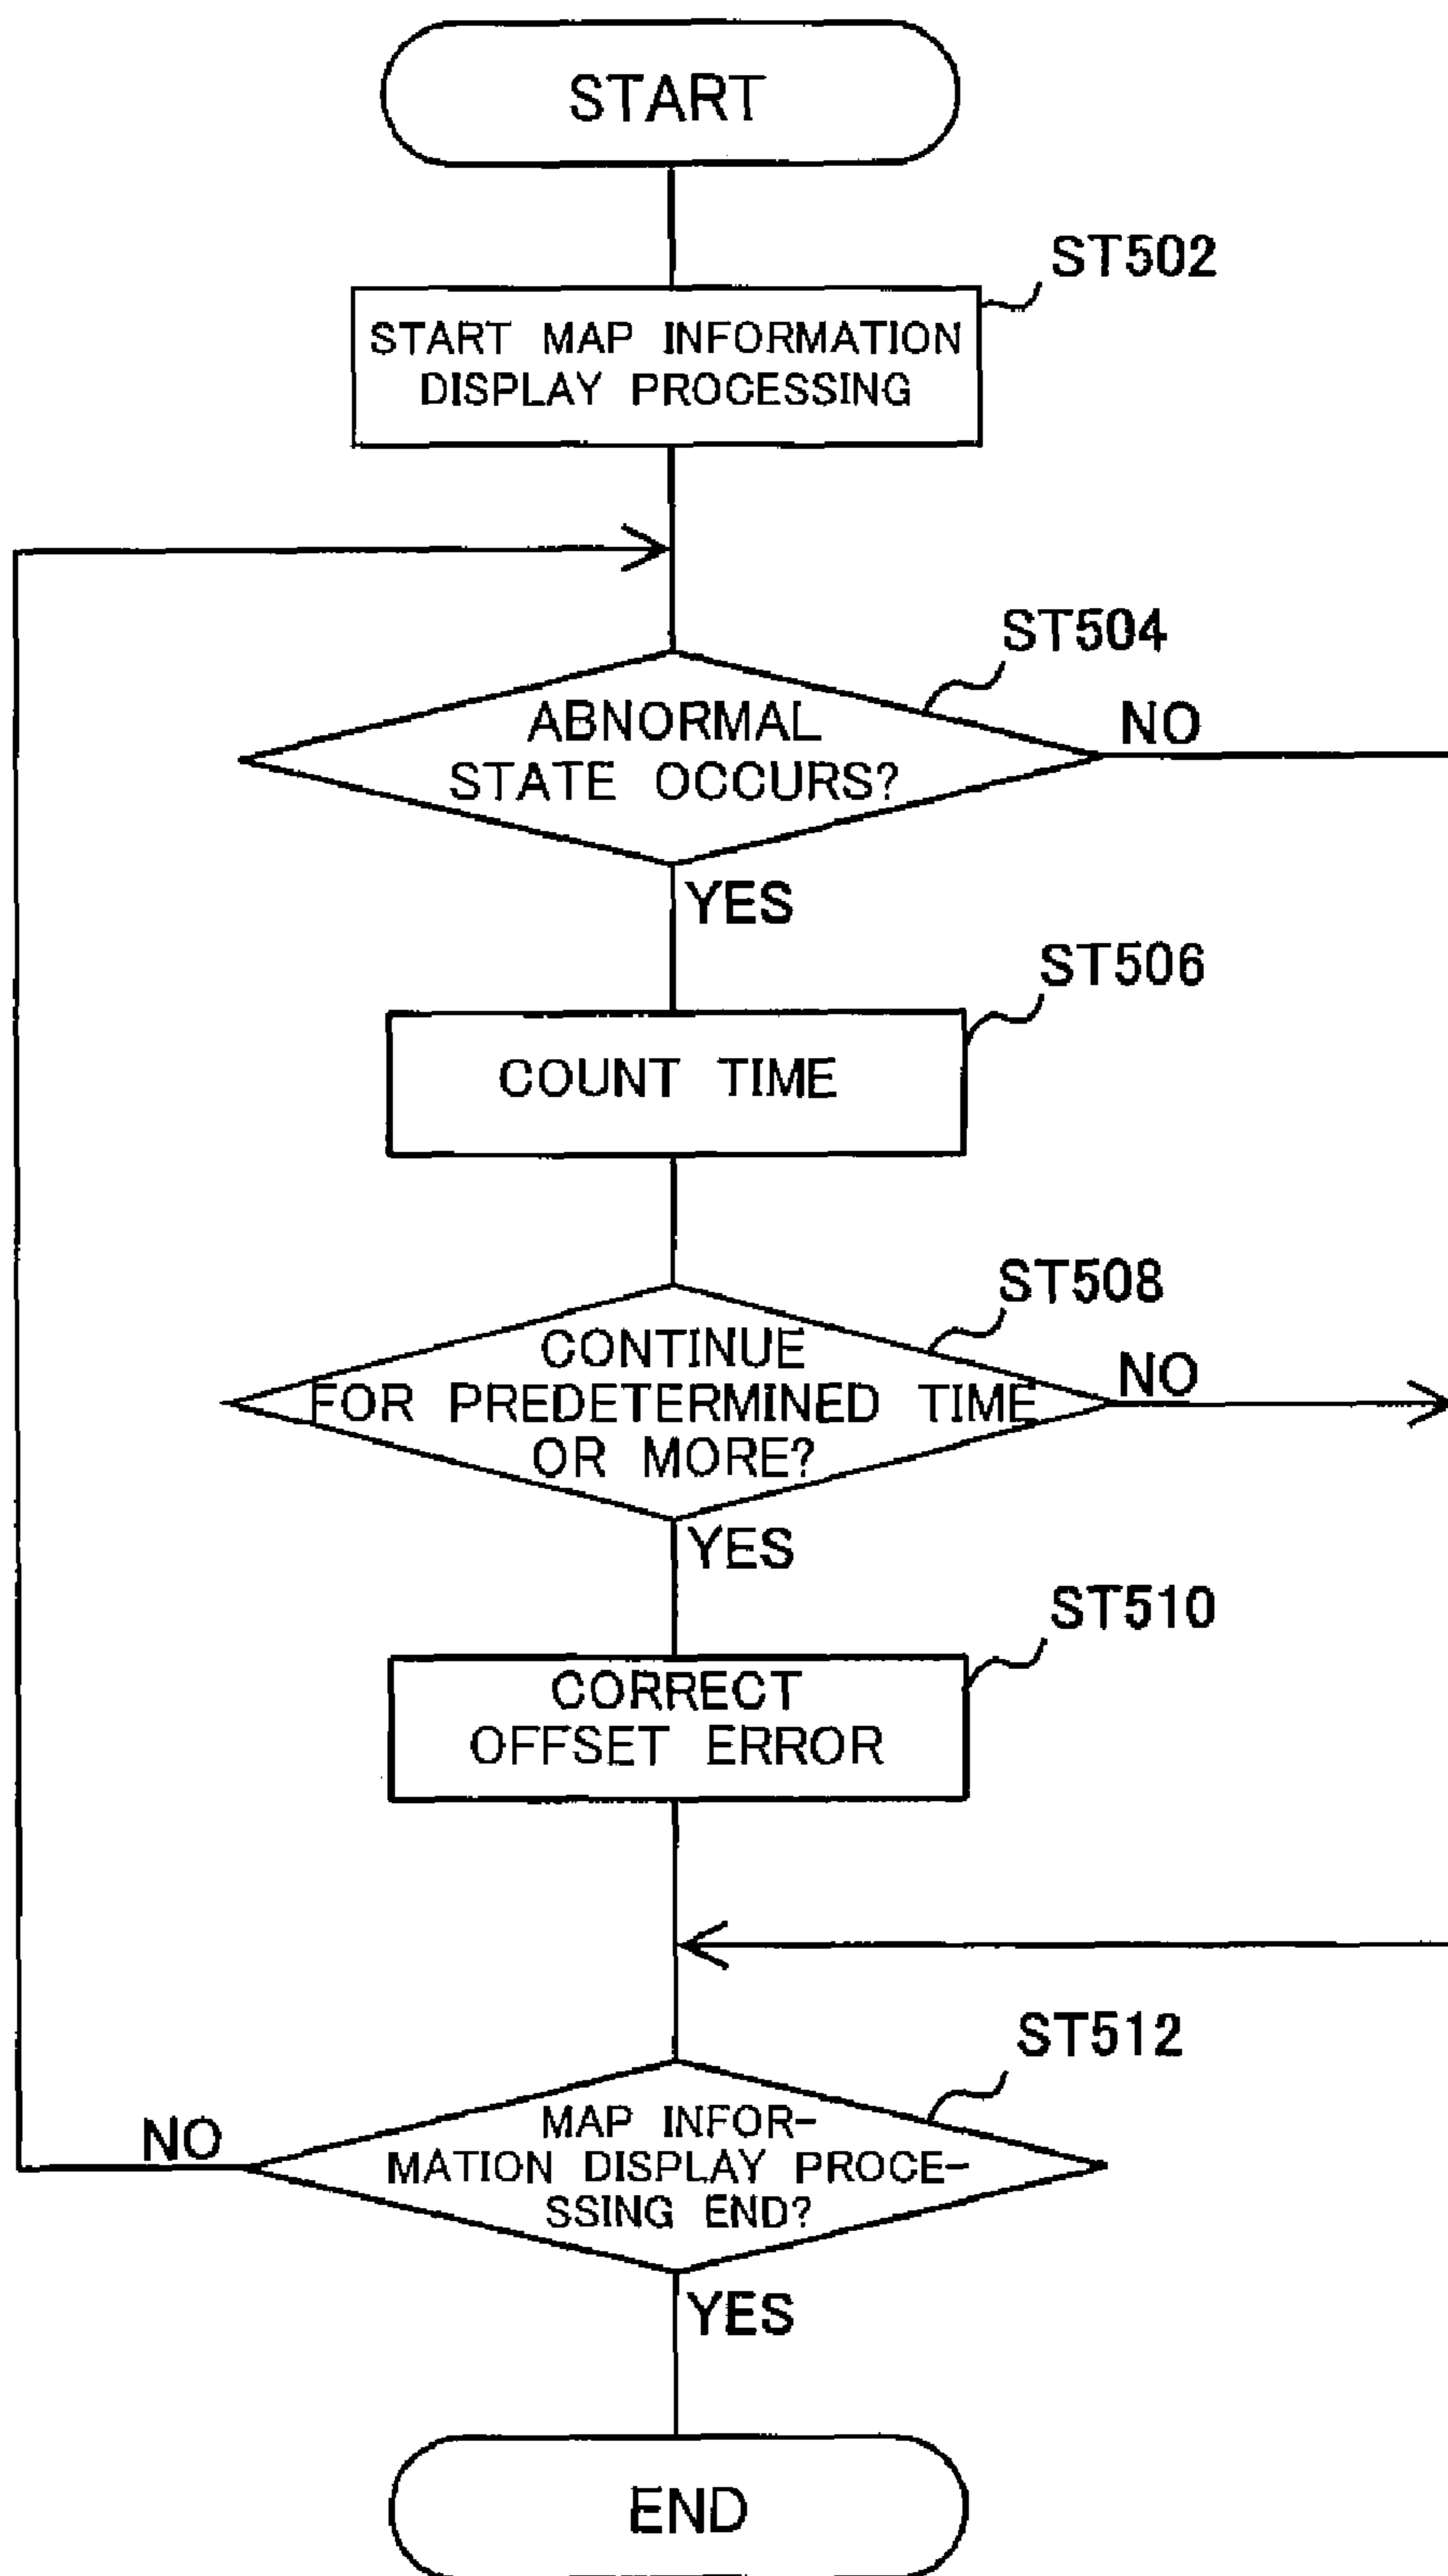 START
ST502
START MAP INFORMATION
DISPLAY PROCESSING
ST504
ABNORMAL
STATE OCCURS?
NO
YES
ST506
COUNT TIME
ST508
CONTINUE
FOR PREDETERMINED TIME
OR MORE?
NO
YES
ST510
CORRECT
OFFSET ERROR
ST512
MAP INFOR-
MATION DISPLAY PROCE-
SSING END?
NO
YES
END